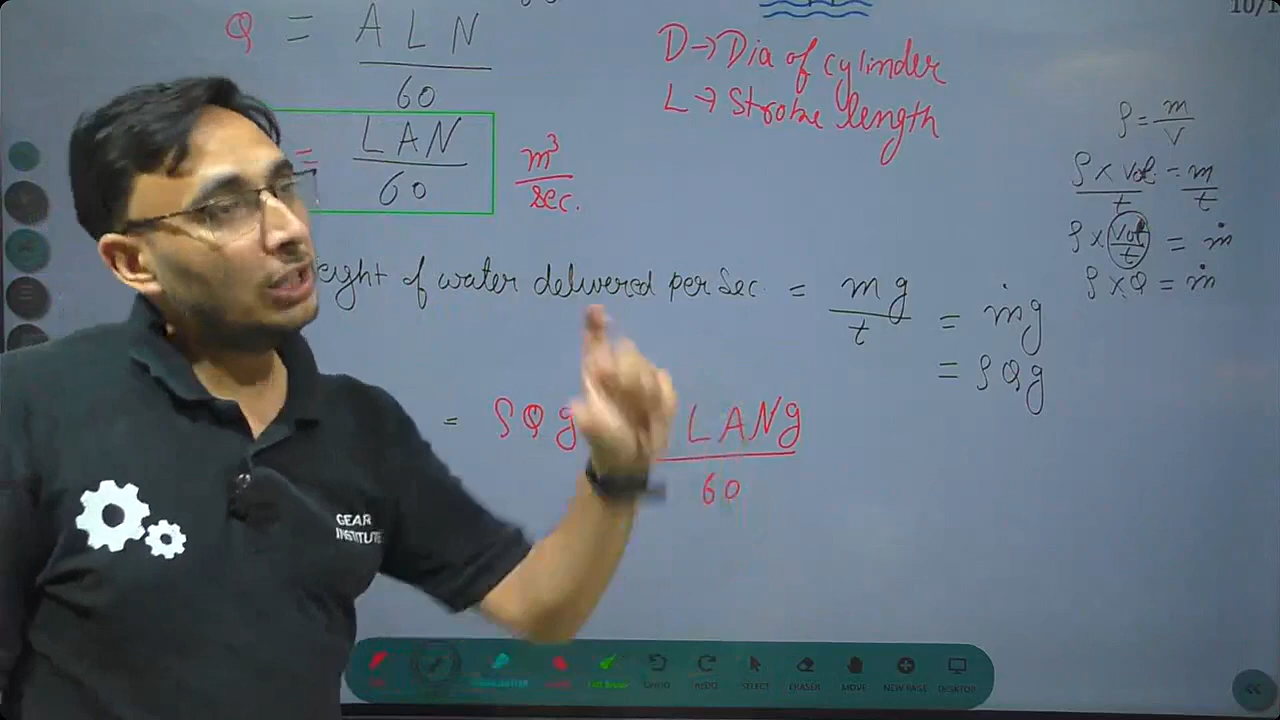 Q = ALN
60
= LAN
60
m³
sec.
D→Dia of cylinder
L→Stroke length
ρ = m
V
ρ × vol = m
t t
ρ × vol = ṁ
t
ρ × Q = ṁ
eight of water delivered per Sec. = mg
t
= ṁg
= ρQg
= ρQg
LANg
60
GEAR
INSTITUTE
UNDO REDO SELECT ERASER MOVE NEW PAGE DESKTOP